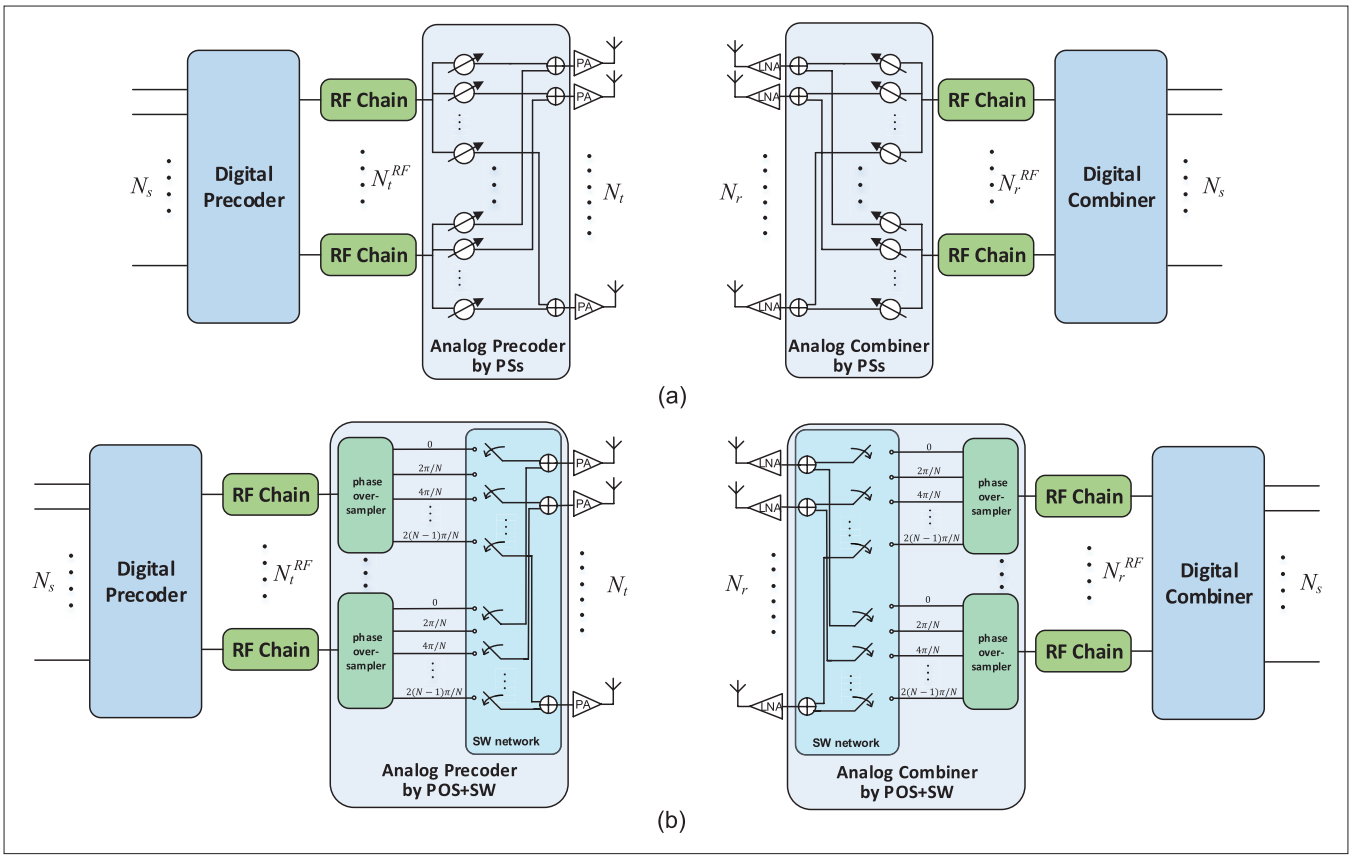 Digital
Precoder
RF Chain
RF Chain
N_s
N_t^{RF}
PA
PA
PA
N_t
Analog Precoder
by PSs
LNA
LNA
LNA
N_r
Analog Combiner
by PSs
RF Chain
RF Chain
N_r^{RF}
Digital
Combiner
N_s
(a)
N_s
Digital
Precoder
RF Chain
RF Chain
N_t^{RF}
phase
over-
sampler
0
2π/N
4π/N
2(N−1)π/N
phase
over-
sampler
0
2π/N
4π/N
2(N−1)π/N
SW network
PA
PA
PA
N_t
Analog Precoder
by POS+SW
LNA
LNA
LNA
N_r
SW network
0
2π/N
4π/N
2(N−1)π/N
phase
over-
sampler
0
2π/N
4π/N
2(N−1)π/N
phase
over-
sampler
Analog Combiner
by POS+SW
RF Chain
RF Chain
N_r^{RF}
Digital
Combiner
N_s
(b)